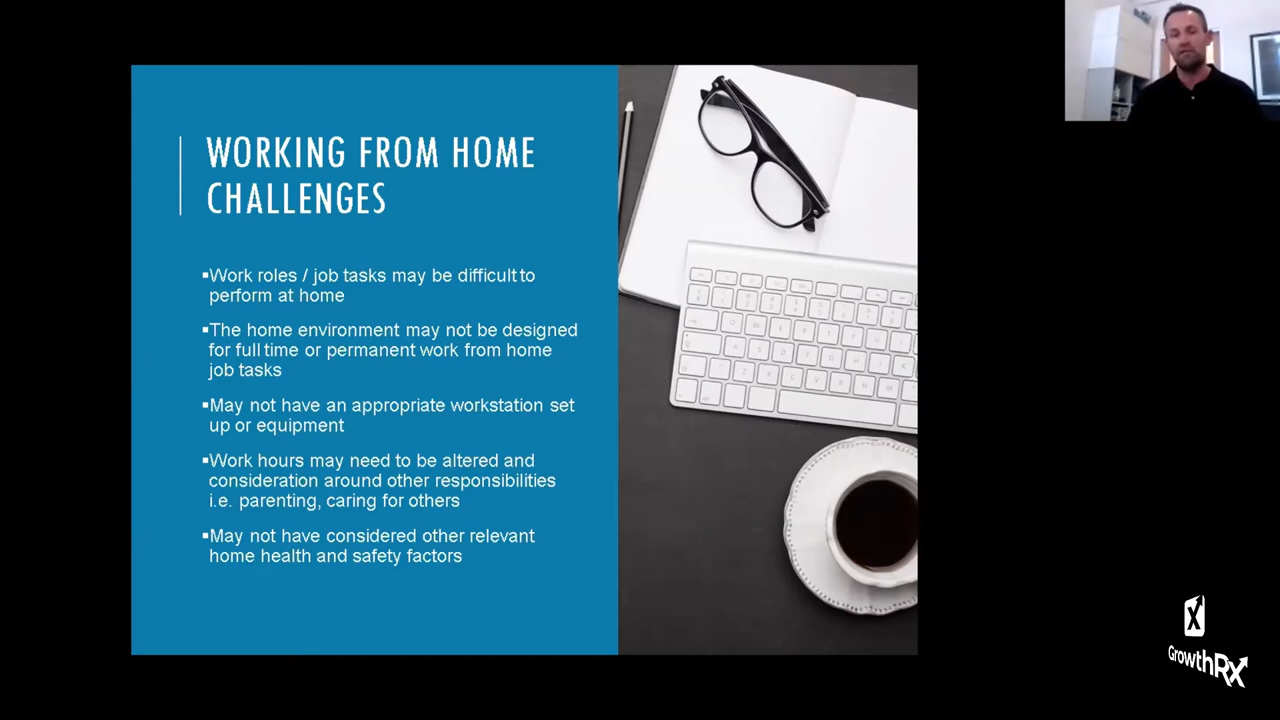 WORKING FROM HOME
CHALLENGES
▪Work roles / job tasks may be difficult to
perform at home
▪The home environment may not be designed
for full time or permanent work from home
job tasks
▪May not have an appropriate workstation set
up or equipment
▪Work hours may need to be altered and
consideration around other responsibilities
i.e. parenting, caring for others
▪May not have considered other relevant
home health and safety factors
X
GrowthRX